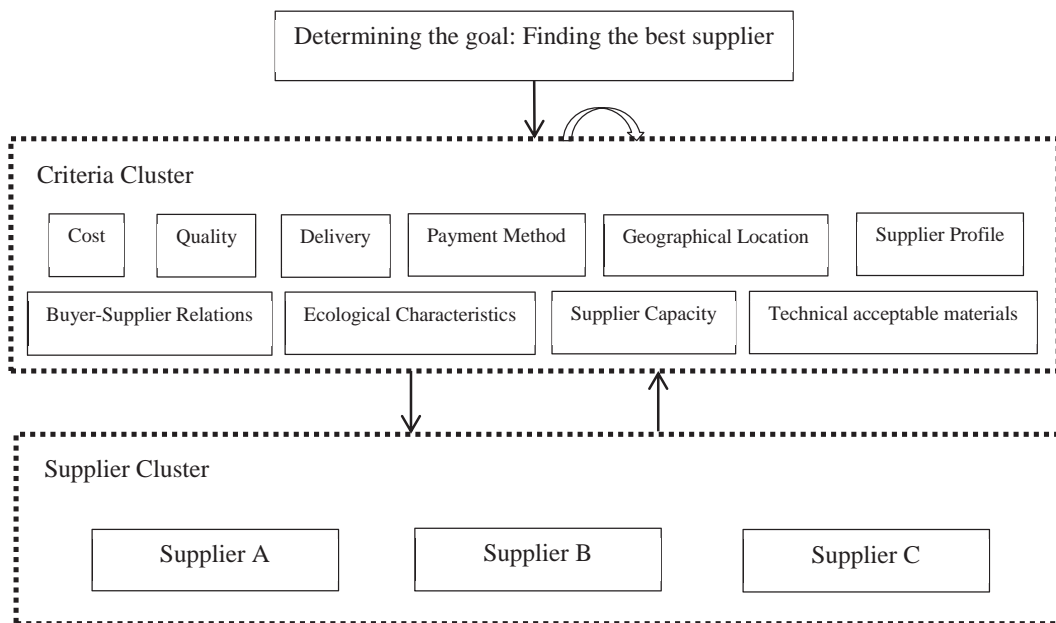 Determining the goal: Finding the best supplier
Criteria Cluster
Cost
Quality
Delivery
Payment Method
Geographical Location
Supplier Profile
Buyer-Supplier Relations
Ecological Characteristics
Supplier Capacity
Technical acceptable materials
Supplier Cluster
Supplier A
Supplier B
Supplier C